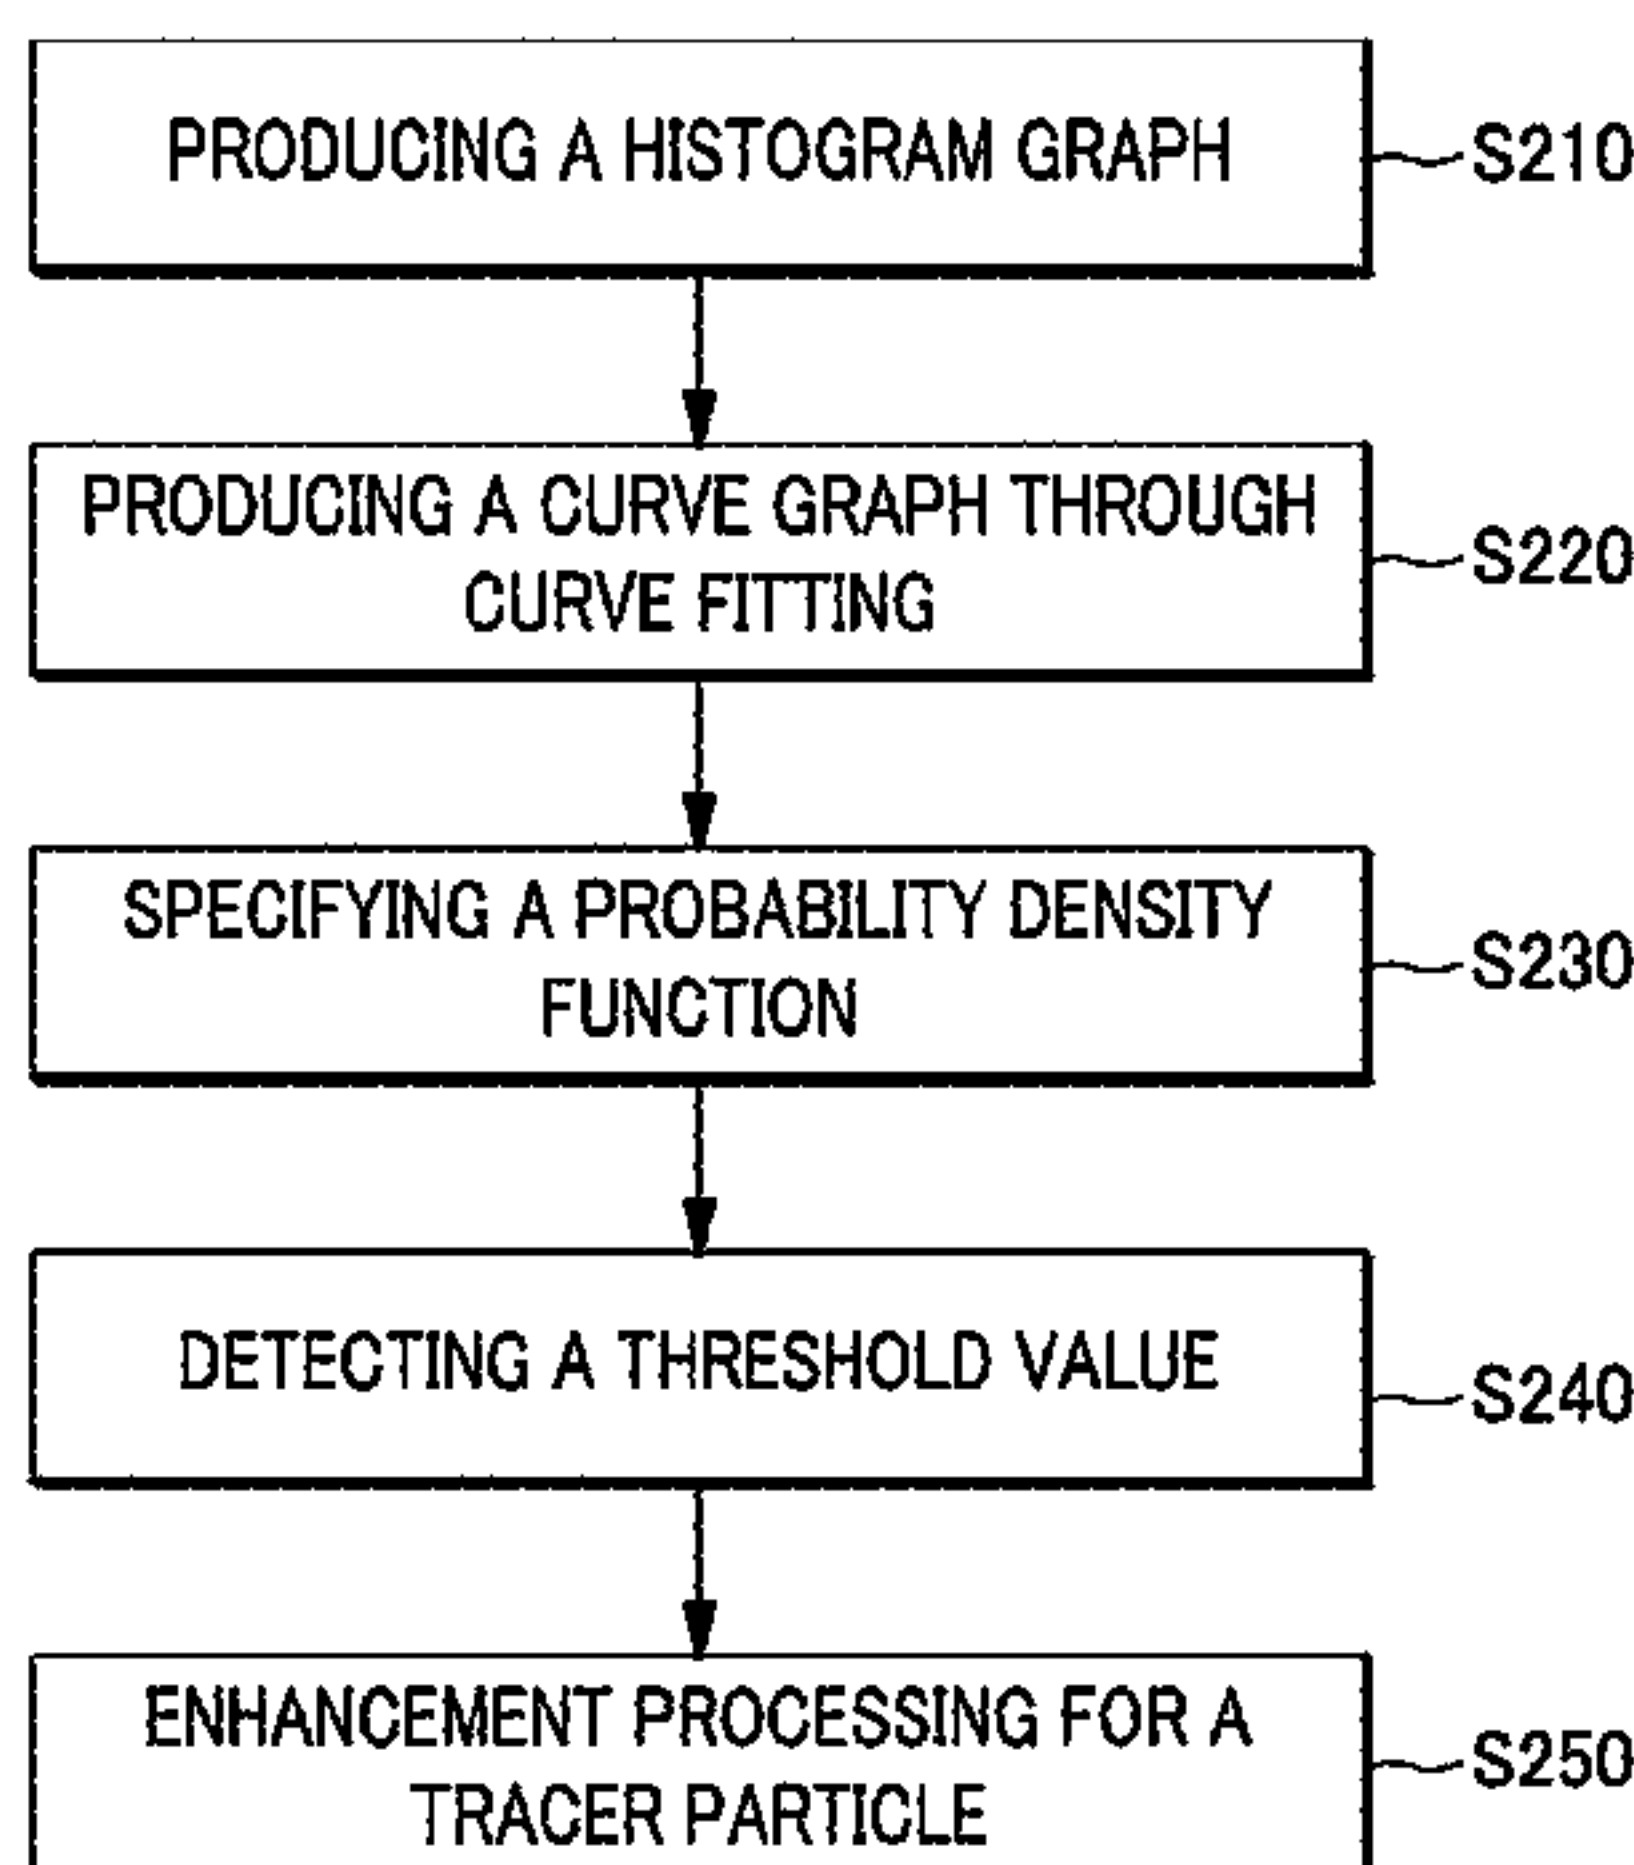 PRODUCING A HISTOGRAM GRAPH
S210
PRODUCING A CURVE GRAPH THROUGH
CURVE FITTING
S220
SPECIFYING A PROBABILITY DENSITY
FUNCTION
S230
DETECTING A THRESHOLD VALUE
S240
ENHANCEMENT PROCESSING FOR A
TRACER PARTICLE
S250